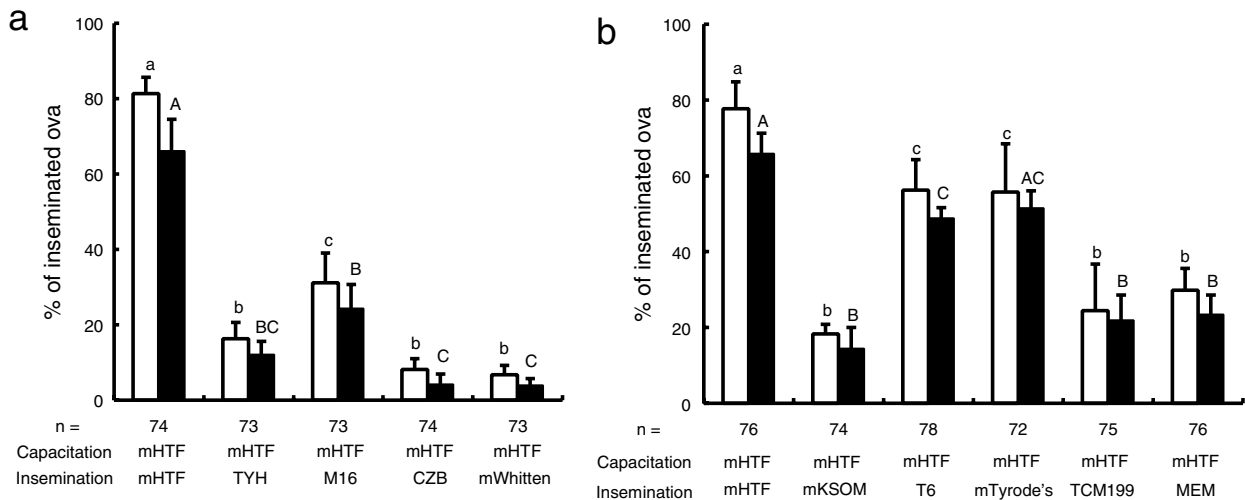 a
% of inseminated ova
100
80
60
40
20
0
a
A
b
BC
c
B
b
C
b
C
n = 74 73 73 74 73
Capacitation mHTF mHTF mHTF mHTF mHTF
Insemination mHTF TYH M16 CZB mWhitten
b
% of inseminated ova
100
80
60
40
20
0
a
A
b
B
c
C
c
AC
b
B
b
B
n = 76 74 78 72 75 76
Capacitation mHTF mHTF mHTF mHTF mHTF mHTF
Insemination mHTF mKSOM T6 mTyrode's TCM199 MEM